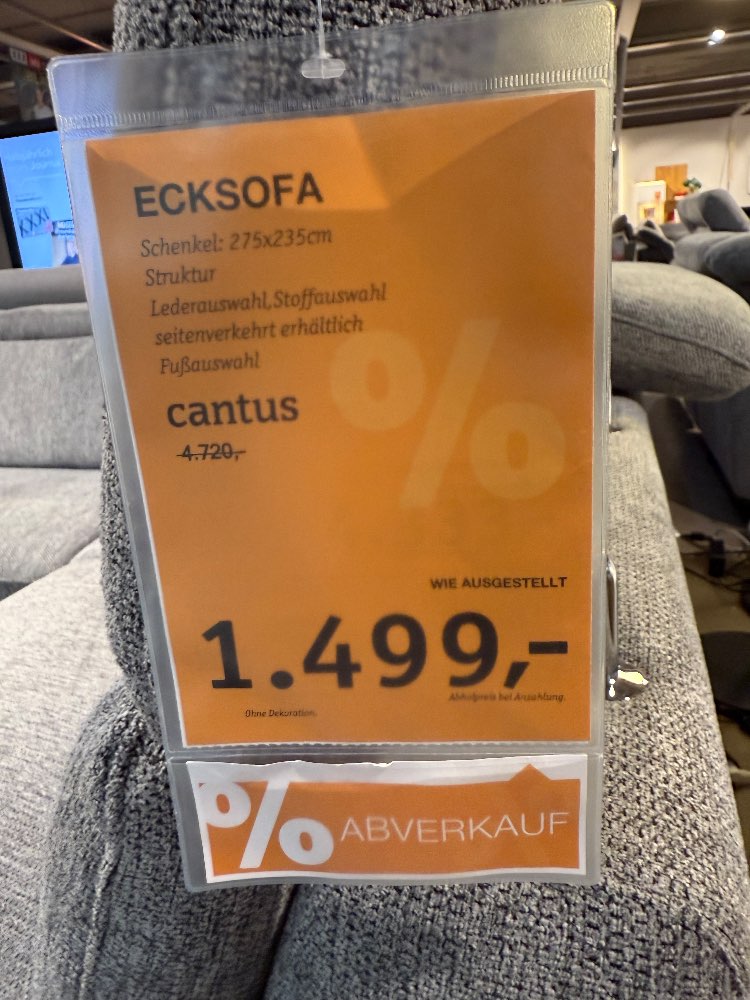 ECKSOFA
Schenkel: 275x235cm
Struktur
Lederauswahl,Stoffauswahl
seitenverkehrt erhältlich
Fußauswahl
cantus
4.720,-
%
WIE AUSGESTELLT
1.499,-
Abholpreis bei Anzahlung.
Ohne Dekoration.
% ABVERKAUF